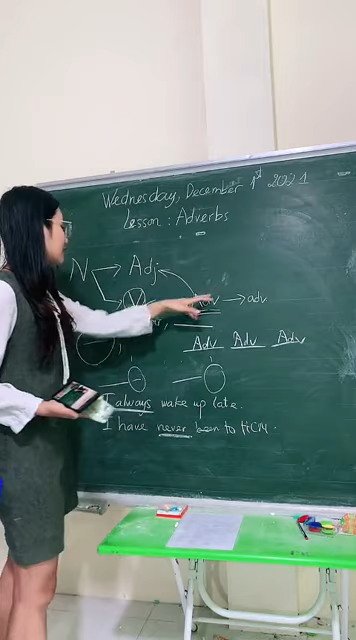 Wednesday, December 1st 2021
Lesson : Adverbs
N → Adj
V
→ adv
Adv Adv Adv
I always wake up late.
I have never been to HCM.